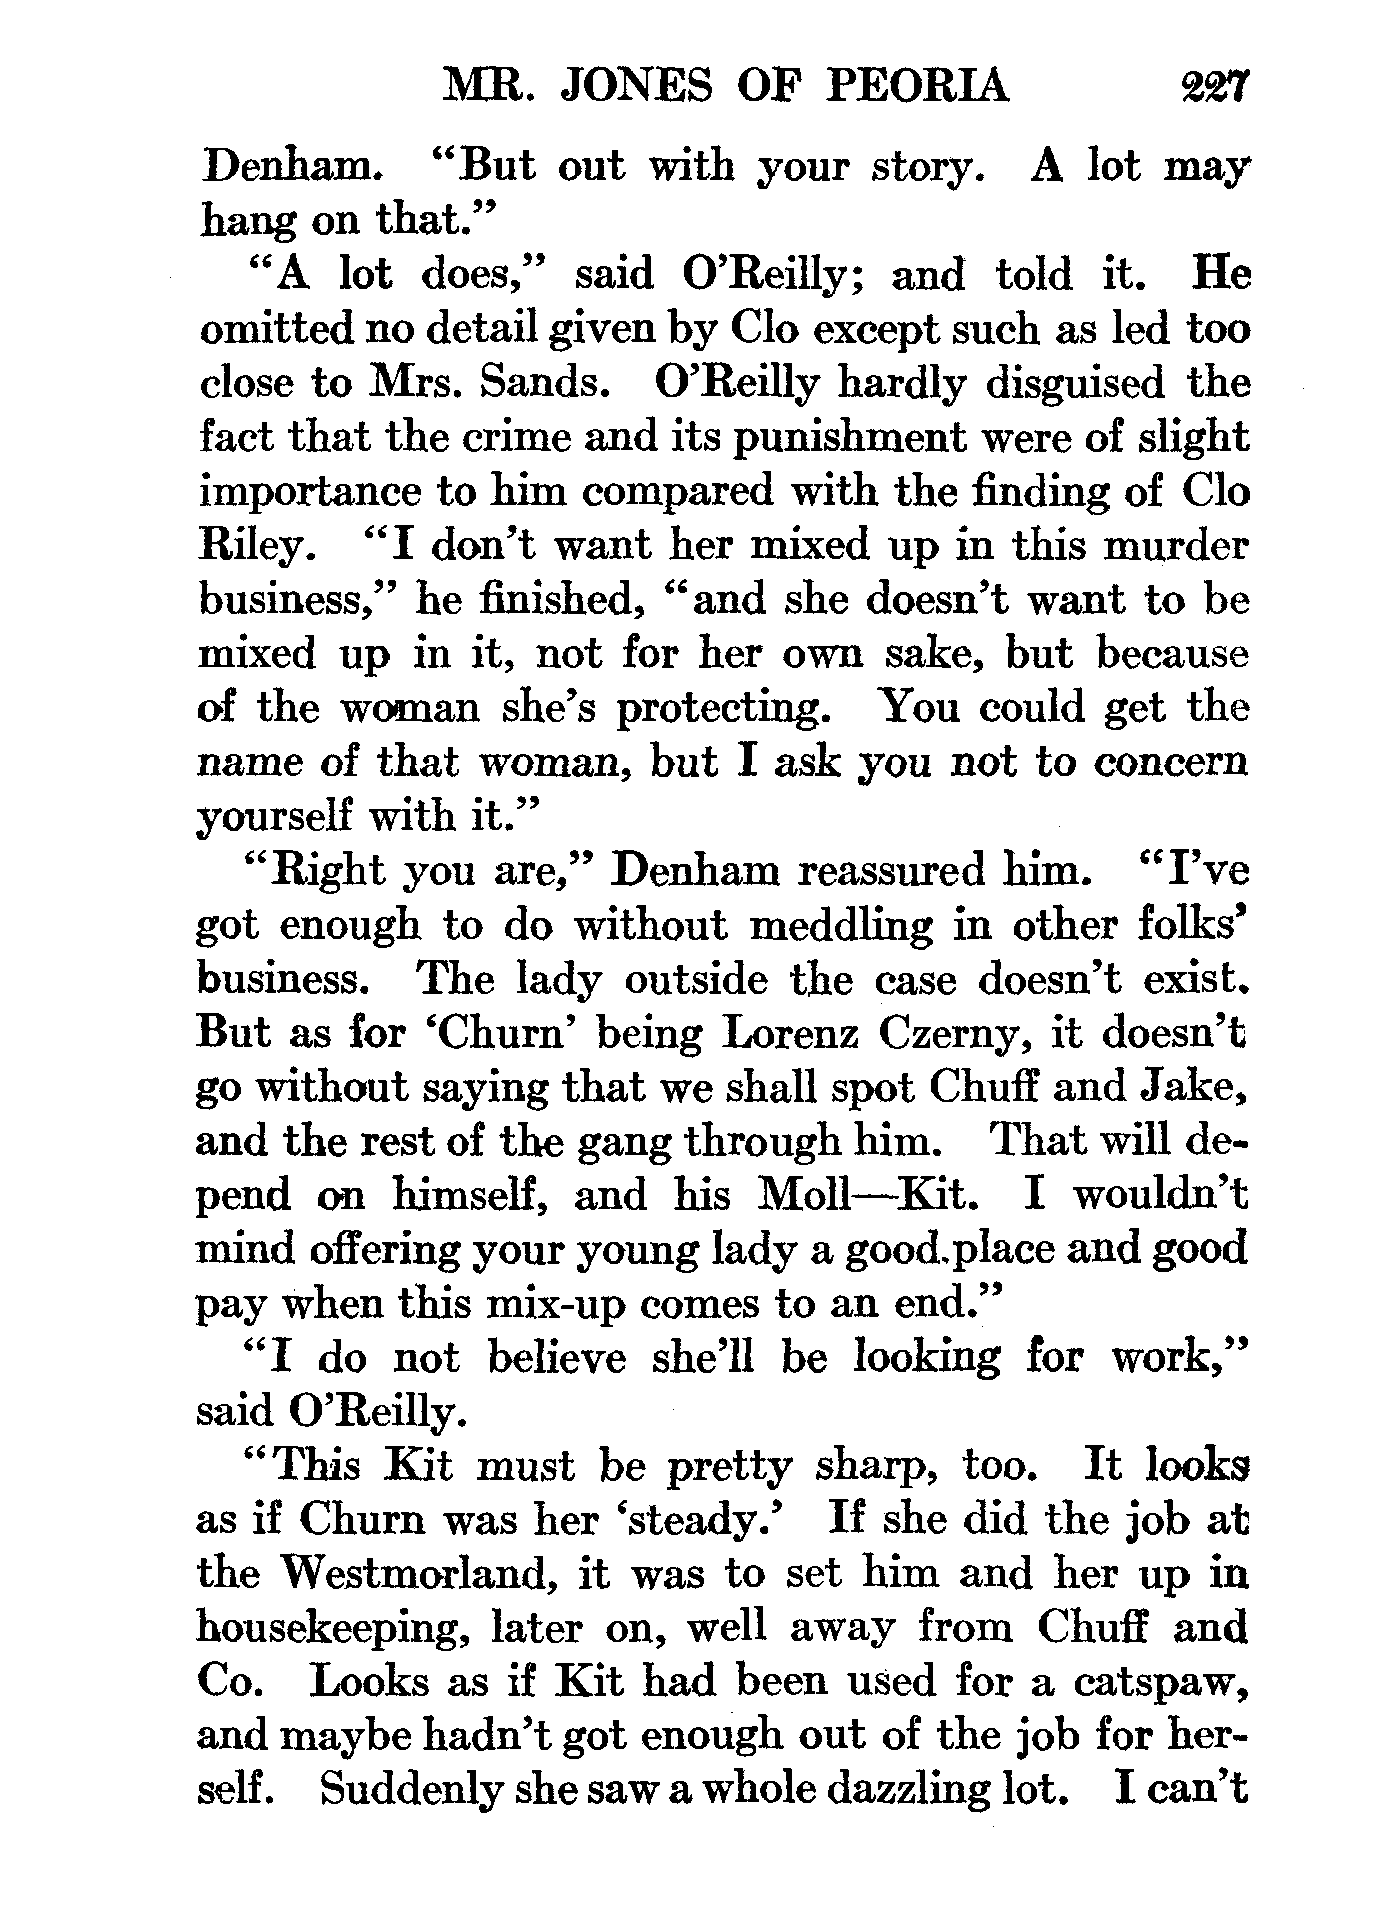 MR. JONES OF PEORIA 227
Denham. "But out with your story. A lot may
hang on that."
"A lot does," said O'Reilly; and told it. He
omitted no detail given by Clo except such as led too
close to Mrs. Sands. O'Reilly hardly disguised the
fact that the crime and its punishment were of slight
importance to him compared with the finding of Clo
Riley. "I don't want her mixed up in this murder
business," he finished, "and she doesn't want to be
mixed up in it, not for her own sake, but because
of the woman she's protecting. You could get the
name of that woman, but I ask you not to concern
yourself with it."
"Right you are," Denham reassured him. "I've
got enough to do without meddling in other folks'
business. The lady outside the case doesn't exist.
But as for 'Churn' being Lorenz Czerny, it doesn't
go without saying that we shall spot Chuff and Jake,
and the rest of the gang through him. That will de-
pend on himself, and his Moll—Kit. I wouldn't
mind offering your young lady a good.place and good
pay when this mix-up comes to an end."
"I do not believe she'll be looking for work,"
said O'Reilly.
"This Kit must be pretty sharp, too. It looks
as if Churn was her 'steady.' If she did the job at
the Westmorland, it was to set him and her up in
housekeeping, later on, well away from Chuff and
Co. Looks as if Kit had been used for a catspaw,
and maybe hadn't got enough out of the job for her-
self. Suddenly she saw a whole dazzling lot. I can't